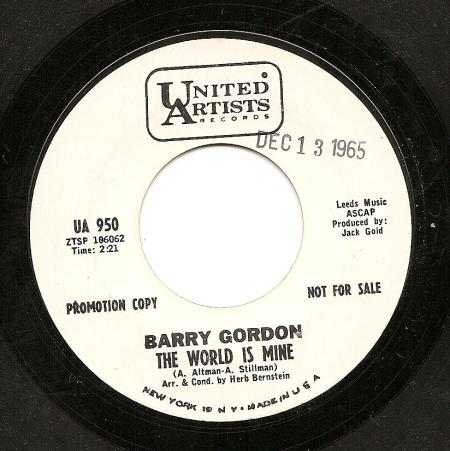 UNITED
ARTISTS
RECORDS
DEC 13 1965
UA 950
ZTSP 106062
Time: 2:21
Leeds Music
ASCAP
Produced by:
Jack Gold
PROMOTION COPY
NOT FOR SALE
BARRY GORDON
THE WORLD IS MINE
(A. Altman-A. Stillman)
Arr. & Cond. by Herb Bernstein
NEW YORK 19 N Y • MADE IN U S A